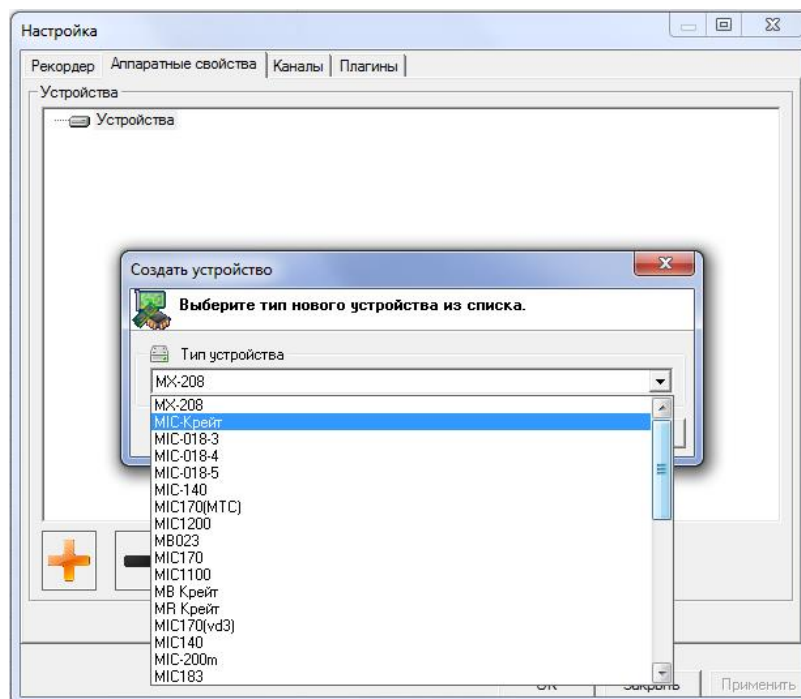 Настройка
Рекордер Аппаратные свойства Каналы Плагины
Устройства
Устройства
Создать устройство
Выберите тип нового устройства из списка.
Тип устройства
MX-208
MX-208
MIC-Крейт
MIC-018-3
MIC-018-4
MIC-018-5
MIC-140
MIC170(MTC)
MIC1200
MB023
MIC170
MIC1100
MB Крейт
MR Крейт
MIC170(vd3)
MIC140
MIC-200m
MIC183
OK Закрыть Применить